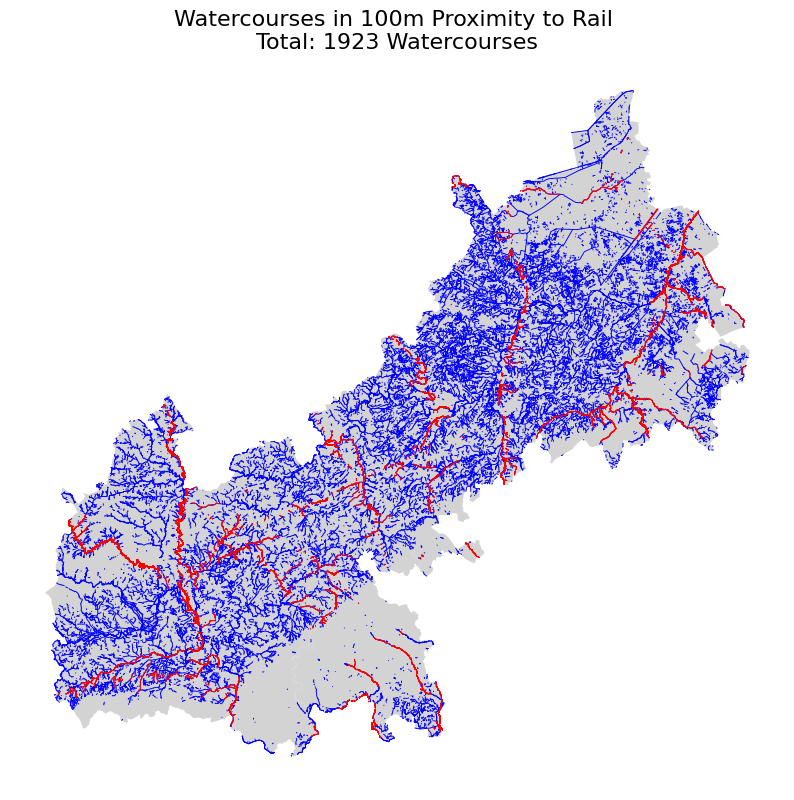 Watercourses in 100m Proximity to Rail
Total: 1923 Watercourses